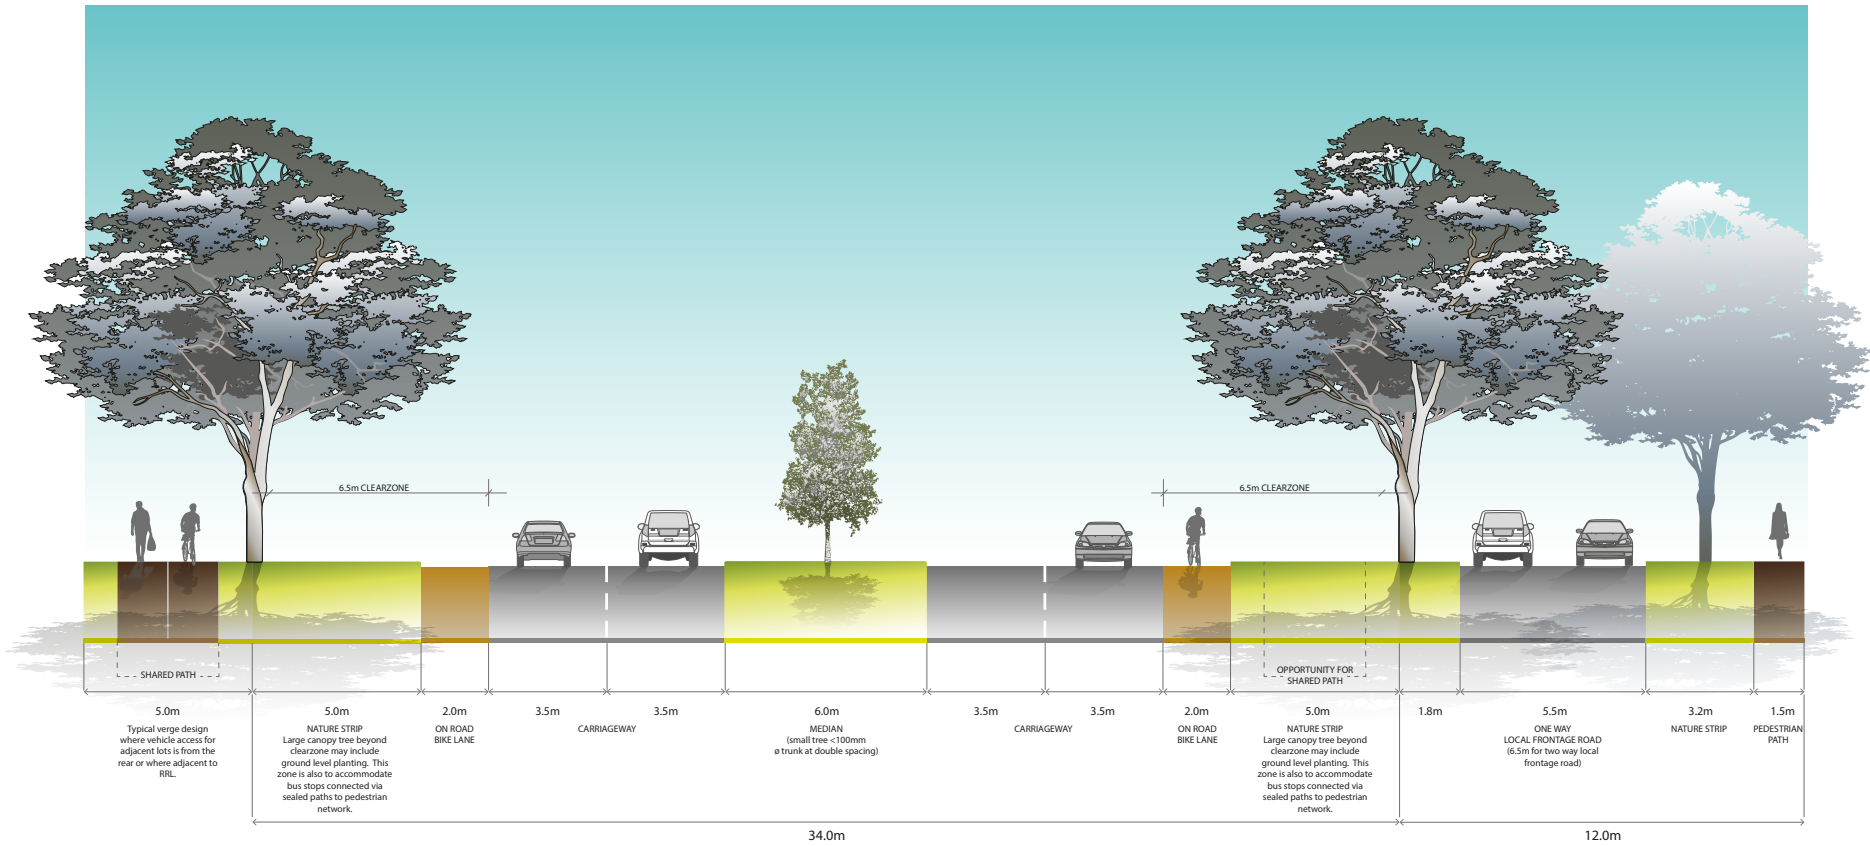 6.5m CLEARZONE
6.5m CLEARZONE
SHARED PATH
OPPORTUNITY FOR
SHARED PATH
5.0m
Typical verge design
where vehicle access for
adjacent lots is from the
rear or where adjacent to
RRL.
5.0m
NATURE STRIP
Large canopy tree beyond
clearzone may include
ground level planting. This
zone is also to accommodate
bus stops connected via
sealed paths to pedestrian
network.
2.0m
ON ROAD
BIKE LANE
3.5m
CARRIAGEWAY
3.5m
6.0m
MEDIAN
(small tree <100mm
ø trunk at double spacing)
3.5m
CARRIAGEWAY
3.5m
2.0m
ON ROAD
BIKE LANE
5.0m
NATURE STRIP
Large canopy tree beyond
clearzone may include
ground level planting. This
zone is also to accommodate
bus stops connected via
sealed paths to pedestrian
network.
1.8m
5.5m
ONE WAY
LOCAL FRONTAGE ROAD
(6.5m for two way local
frontage road)
3.2m
NATURE STRIP
1.5m
PEDESTRIAN
PATH
34.0m
12.0m